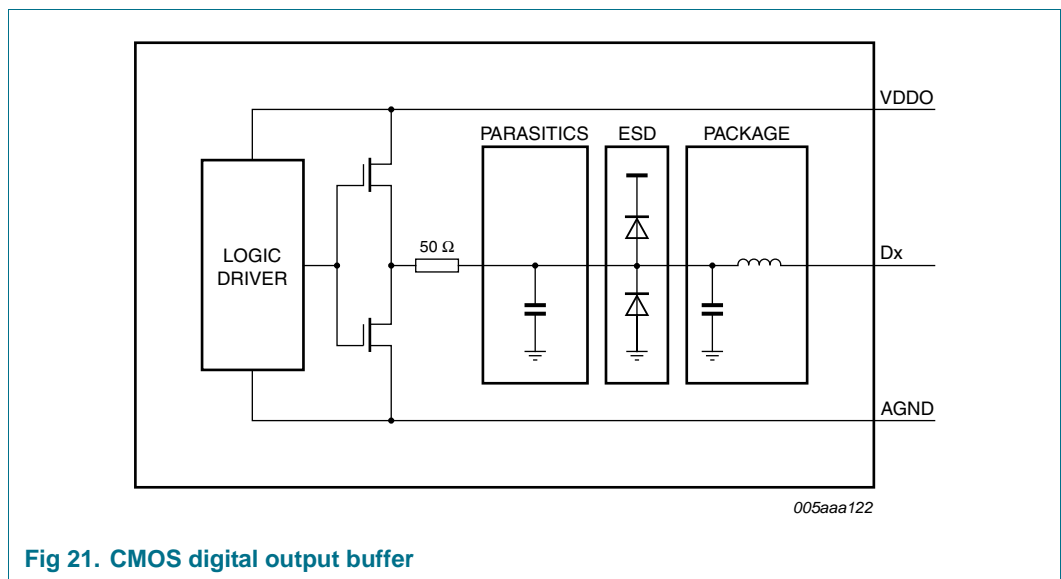 VDDO
PARASITICS ESD PACKAGE
LOGIC
DRIVER
50 Ω
Dx
AGND
005aaa122
Fig 21. CMOS digital output buffer